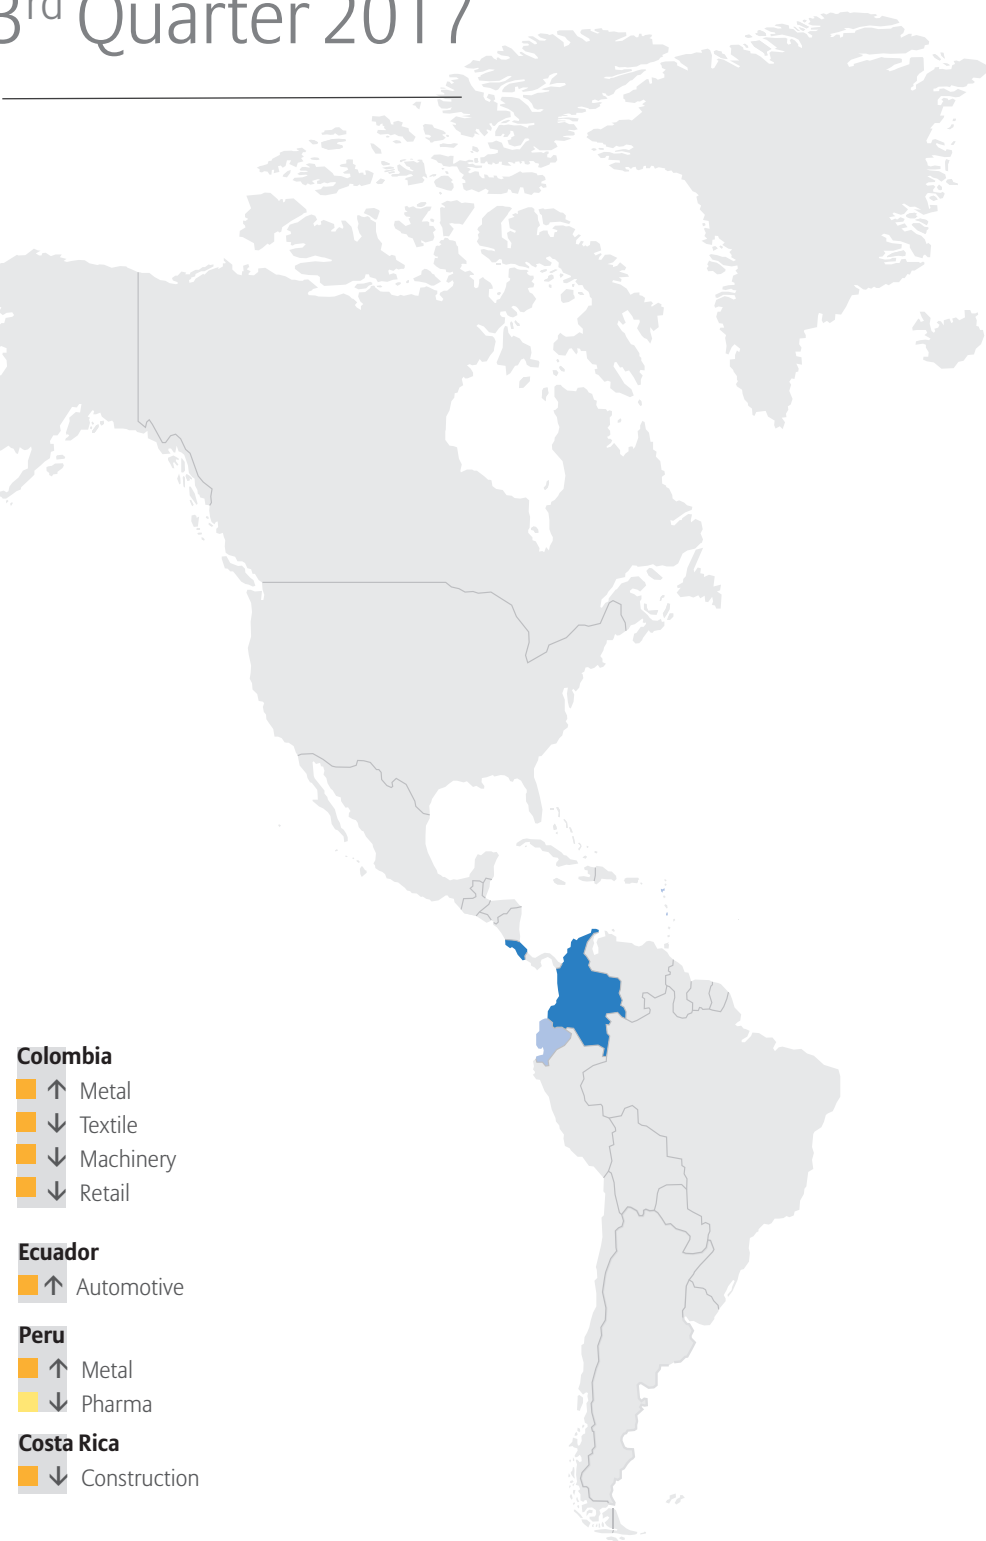 3rd Quarter 2017
Colombia
↑ Metal
↓ Textile
↓ Machinery
↓ Retail
Ecuador
↑ Automotive
Peru
↑ Metal
↓ Pharma
Costa Rica
↓ Construction